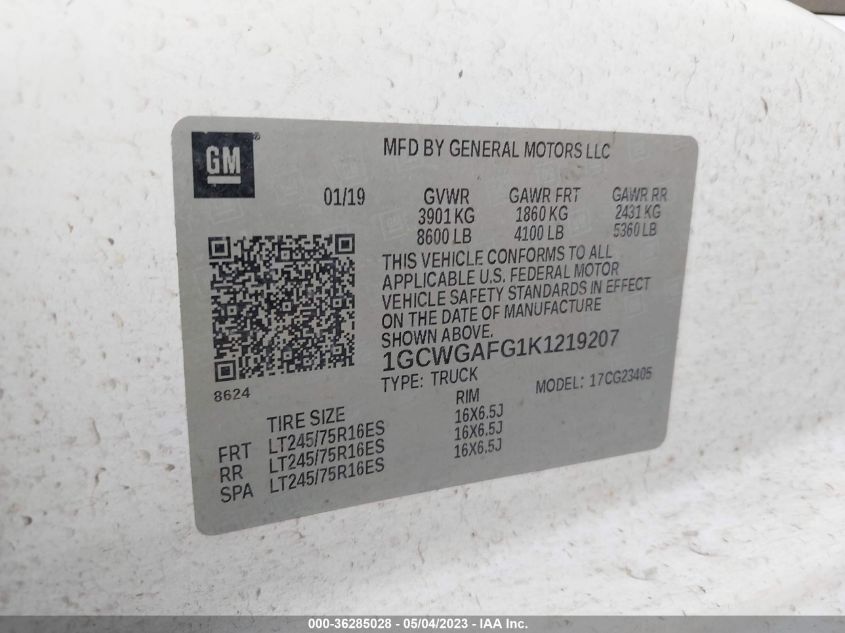 GM®
MFD BY GENERAL MOTORS LLC
01/19 GVWR GAWR FRT GAWR RR
3901 KG 1860 KG 2431 KG
8600 LB 4100 LB 5360 LB
THIS VEHICLE CONFORMS TO ALL
APPLICABLE U.S. FEDERAL MOTOR
VEHICLE SAFETY STANDARDS IN EFFECT
ON THE DATE OF MANUFACTURE
SHOWN ABOVE.
1GCWGAFG1K1219207
TYPE: TRUCK MODEL: 17CG23405
8624
TIRE SIZE RIM
FRT LT245/75R16ES 16X6.5J
RR LT245/75R16ES 16X6.5J
SPA LT245/75R16ES 16X6.5J
000-36285028 - 05/04/2023 - IAA Inc.